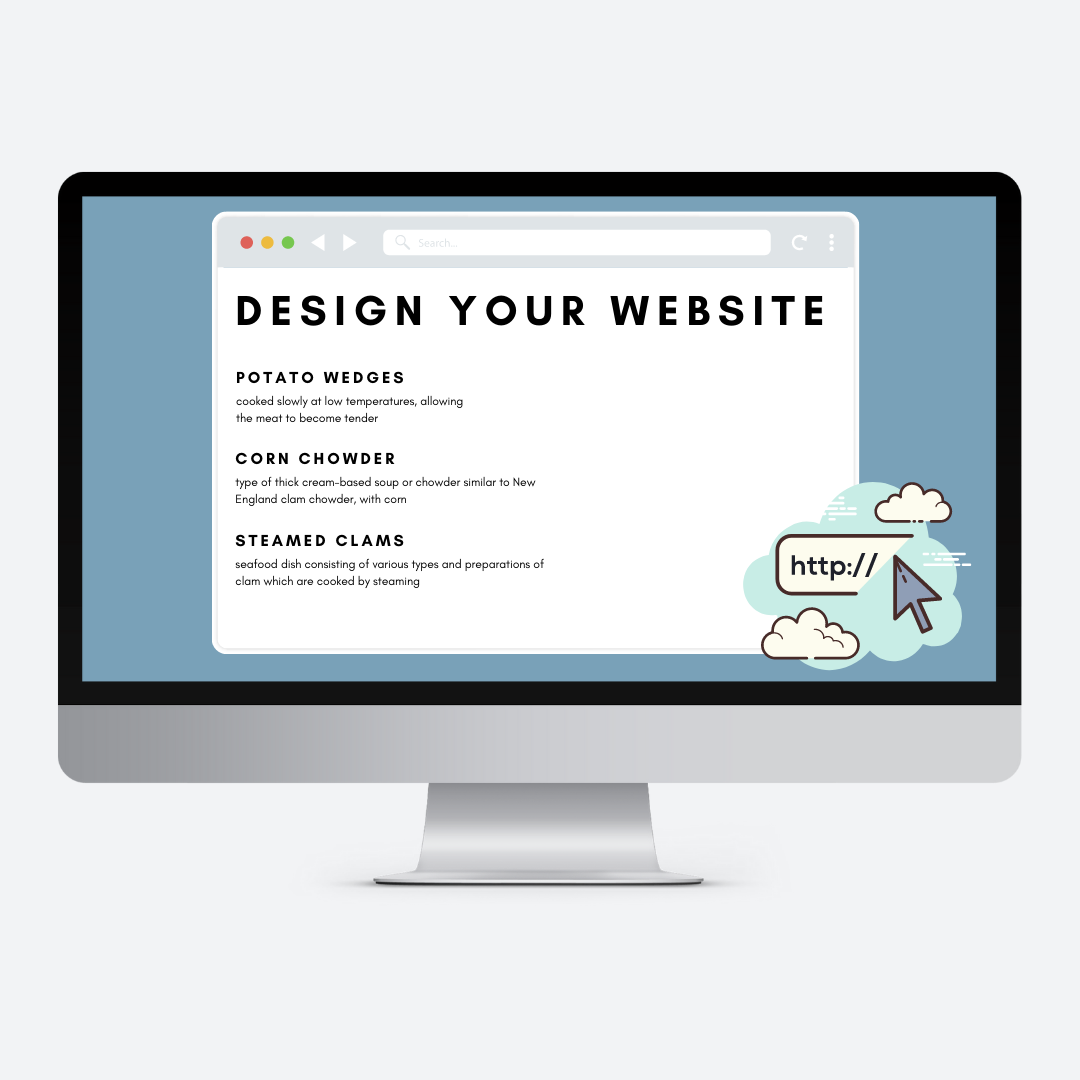 Search...
DESIGN YOUR WEBSITE
POTATO WEDGES
cooked slowly at low temperatures, allowing
the meat to become tender
CORN CHOWDER
type of thick cream-based soup or chowder similar to New
England clam chowder, with corn
STEAMED CLAMS
seafood dish consisting of various types and preparations of
clam which are cooked by steaming
http://